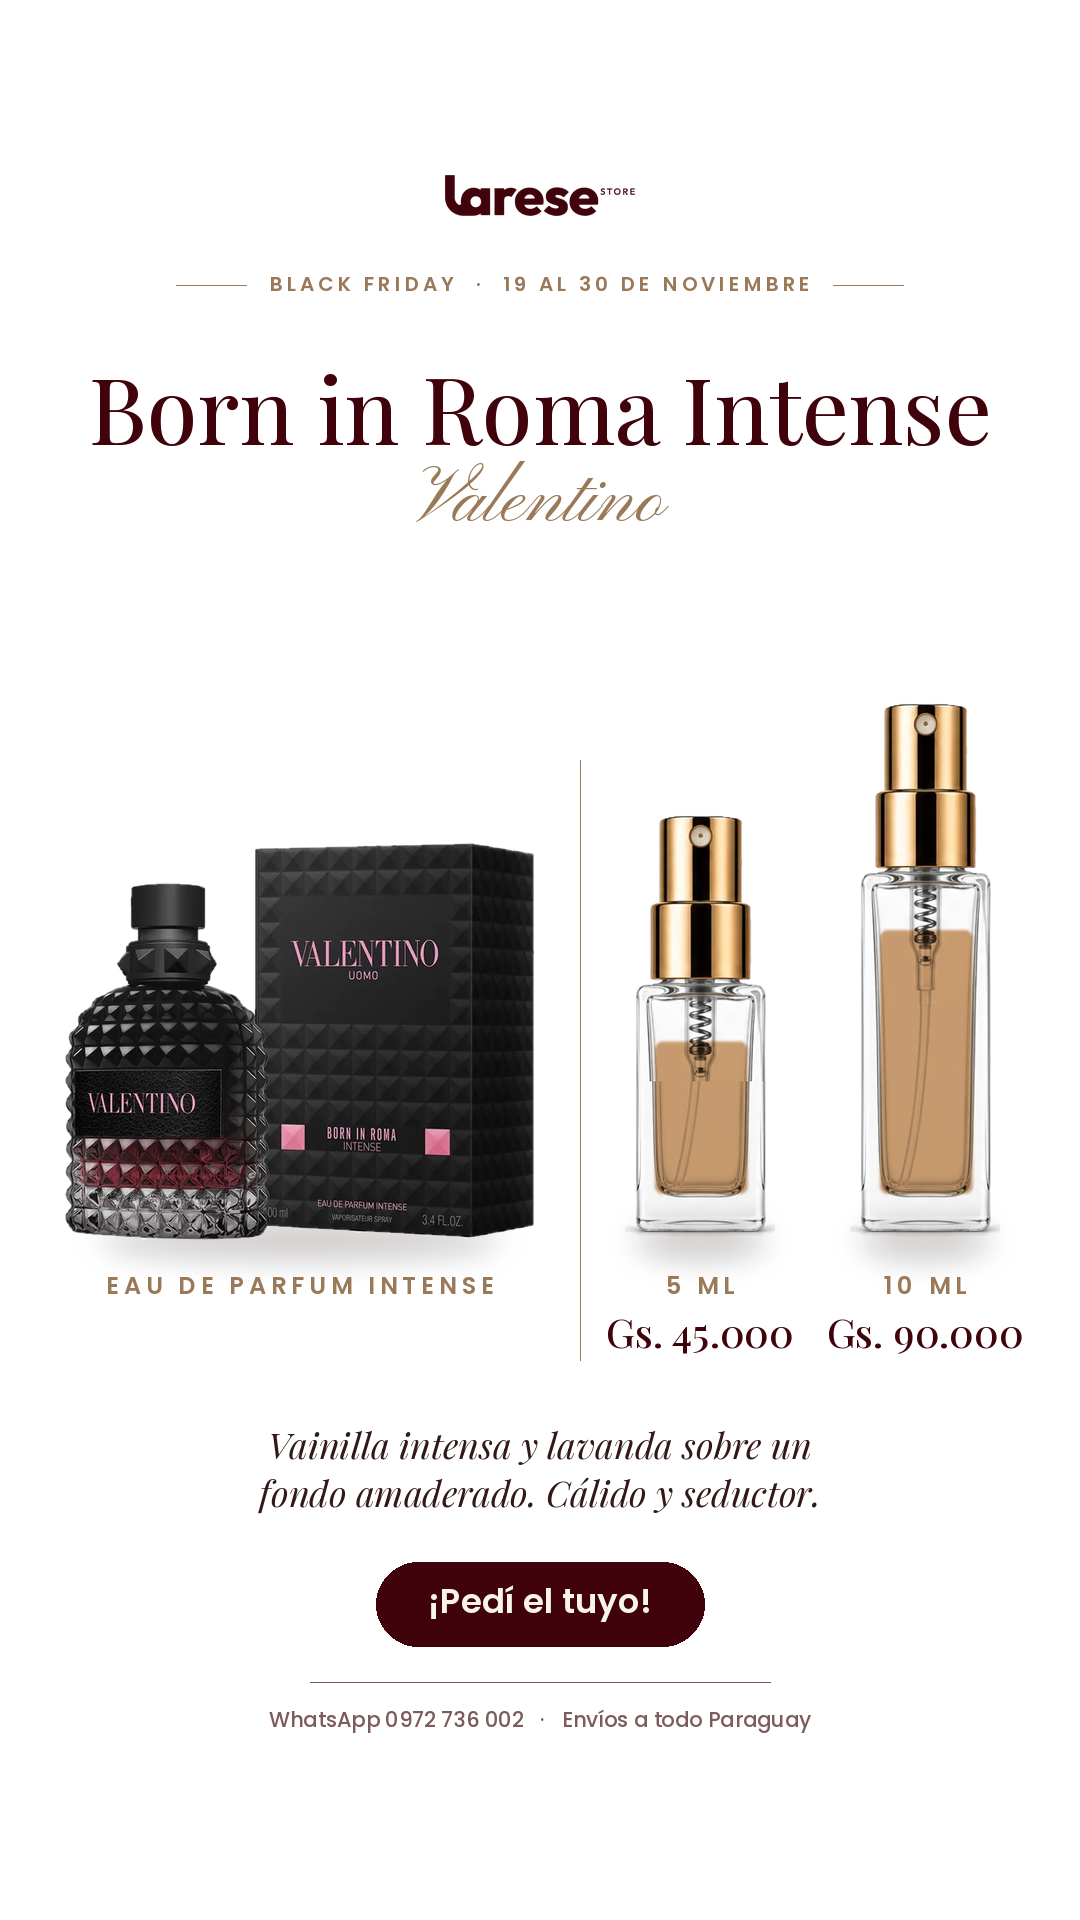 Larese STORE
BLACK FRIDAY · 19 AL 30 DE NOVIEMBRE
Born in Roma Intense
Valentino
VALENTINO
UOMO
BORN IN ROMA
INTENSE
EAU DE PARFUM INTENSE
VAPORISATEUR SPRAY
00 ml
3.4 FL.OZ.
VALENTINO
EAU DE PARFUM INTENSE
5 ML
Gs. 45.000
10 ML
Gs. 90.000
Vainilla intensa y lavanda sobre un
fondo amaderado. Cálido y seductor.
¡Pedí el tuyo!
WhatsApp 0972 736 002 · Envíos a todo Paraguay